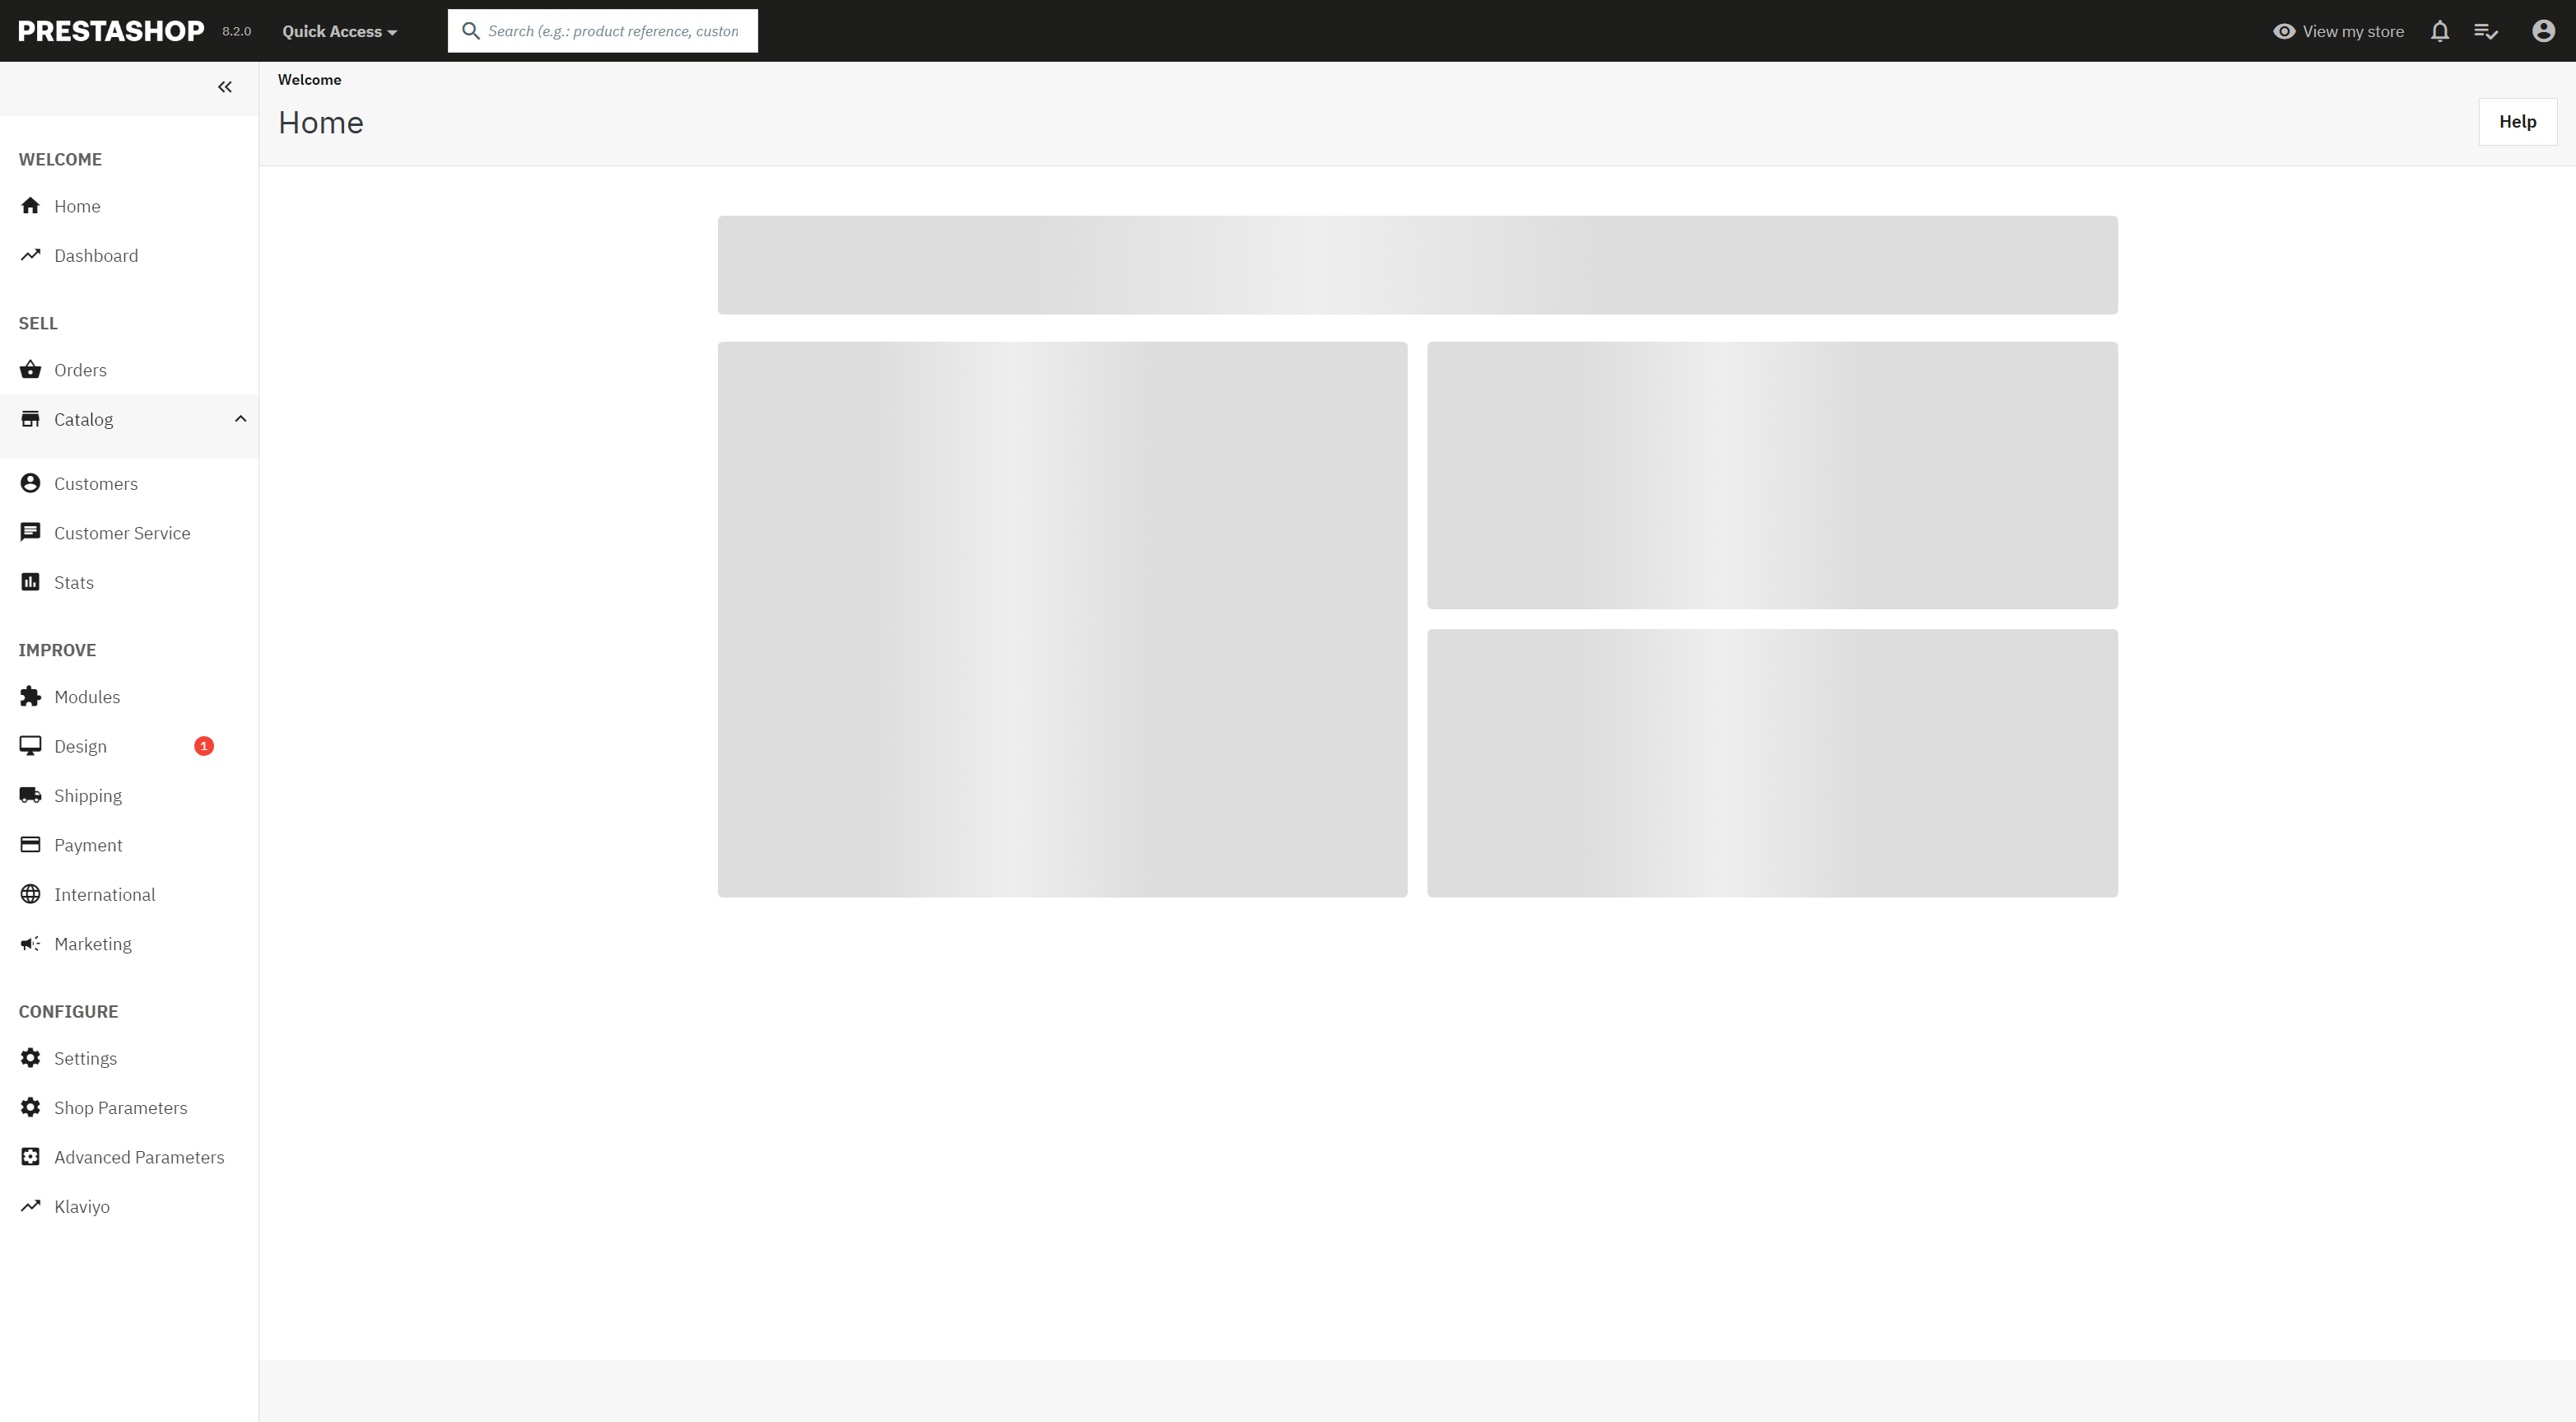 PRESTASHOP 8.2.0 Quick Access Search (e.g.: product reference, custon View my store
Welcome
Home
Help
WELCOME
Home
Dashboard
SELL
Orders
Catalog
Customers
Customer Service
Stats
IMPROVE
Modules
Design 1
Shipping
Payment
International
Marketing
CONFIGURE
Settings
Shop Parameters
Advanced Parameters
Klaviyo